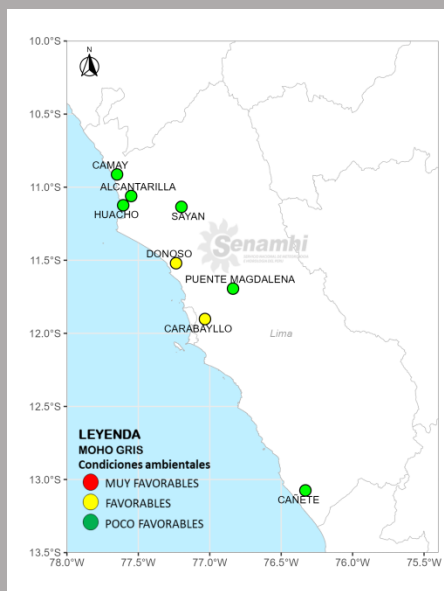 10.0°S
N
10.5°S
CAMAY
11.0°S
ALCANTARILLA
HUACHO
SAYAN
Senamhi
DONOSO
11.5°S
PUENTE MAGDALENA
CARABAYLLO
12.0°S
Lima
12.5°S
LEYENDA
MOHO GRIS
Condiciones ambientales
MUY FAVORABLES
13.0°S
FAVORABLES
CAÑETE
POCO FAVORABLES
13.5°S
78.0°W 77.5°W 77.0°W 76.5°W 76.0°W 75.5°W